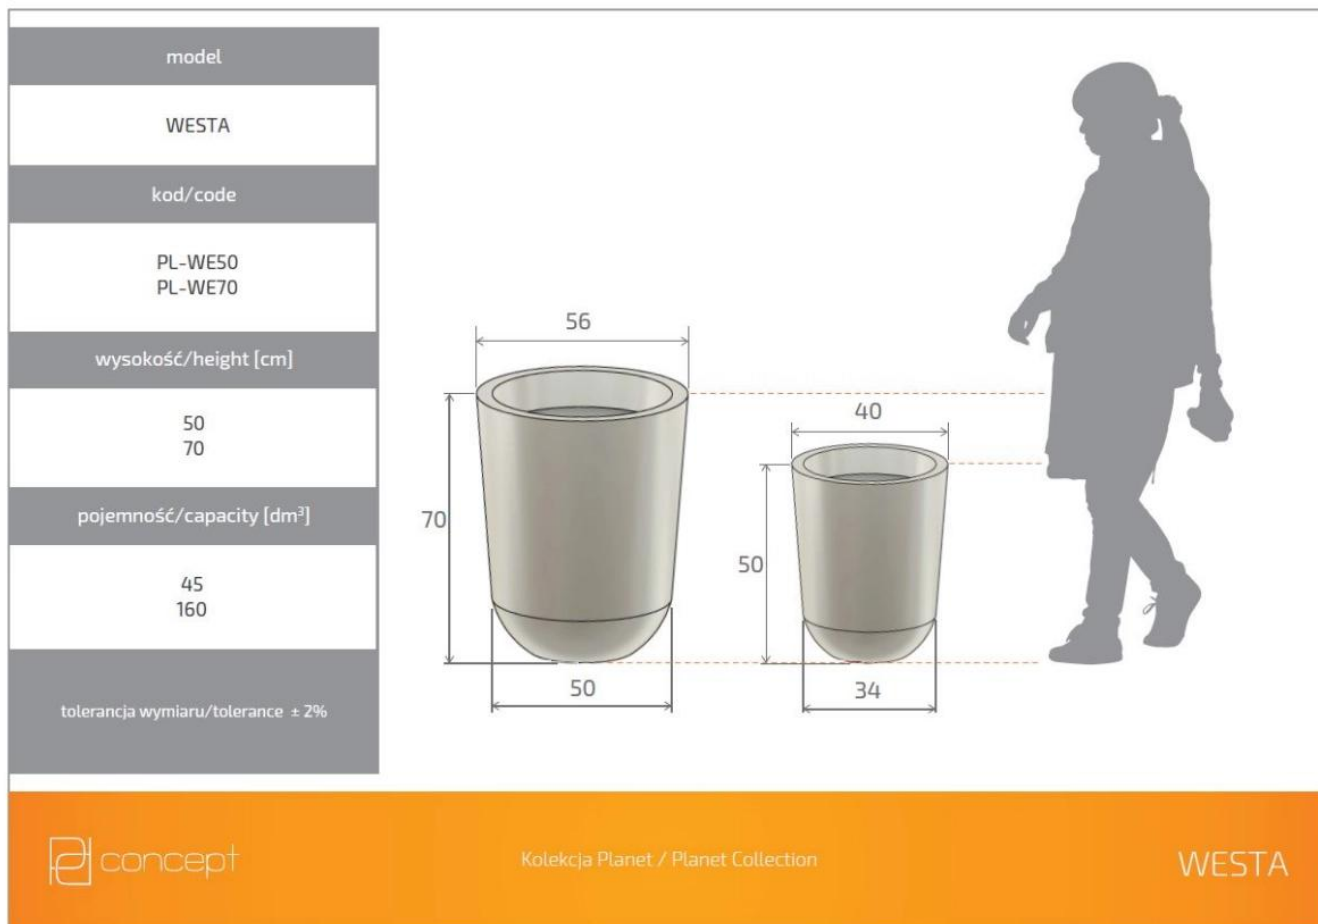 model
WESTA
kod/code
PL-WE50
PL-WE70
wysokość/height [cm]
50
70
pojemność/capacity [dm³]
45
160
tolerancja wymiaru/tolerance ± 2%
56
70
50
40
50
34
concept
Kolekcja Planet / Planet Collection
WESTA